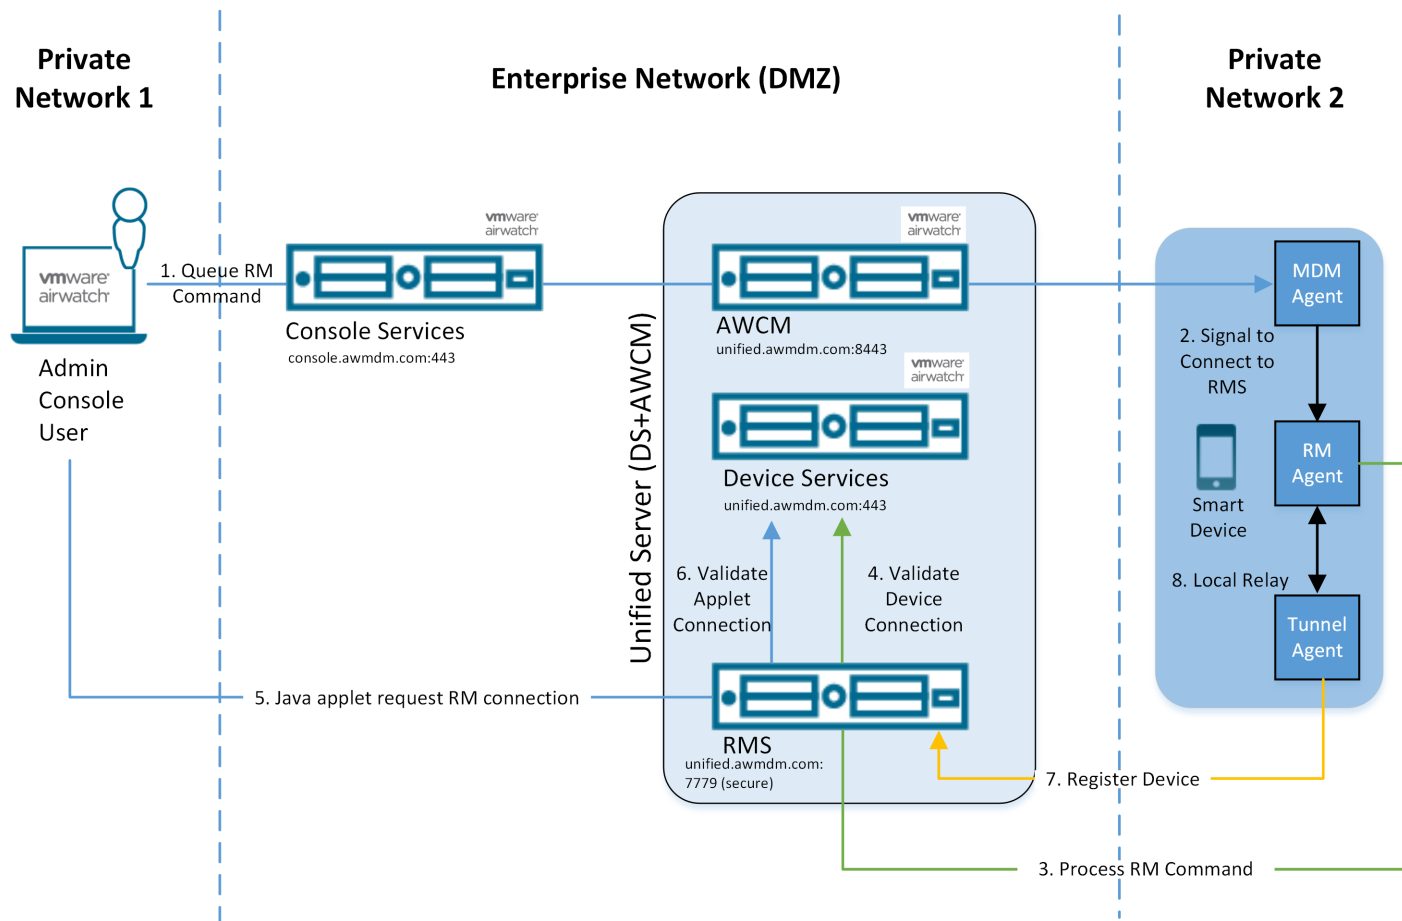 Private
Network 1
Enterprise Network (DMZ)
Private
Network 2
vmware
airwatch
1. Queue RM
Command
vmware
airwatch
Admin
Console
User
Console Services
console.awmdm.com:443
Unified Server (DS+AWCM)
vmware
airwatch
AWCM
unified.awmdm.com:8443
vmware
airwatch
Device Services
unified.awmdm.com:443
6. Validate
Applet
Connection
4. Validate
Device
Connection
5. Java applet request RM connection
RMS
unified.awmdm.com:
7779 (secure)
MDM
Agent
2. Signal to
Connect to
RMS
RM
Agent
Smart
Device
8. Local Relay
Tunnel
Agent
7. Register Device
3. Process RM Command